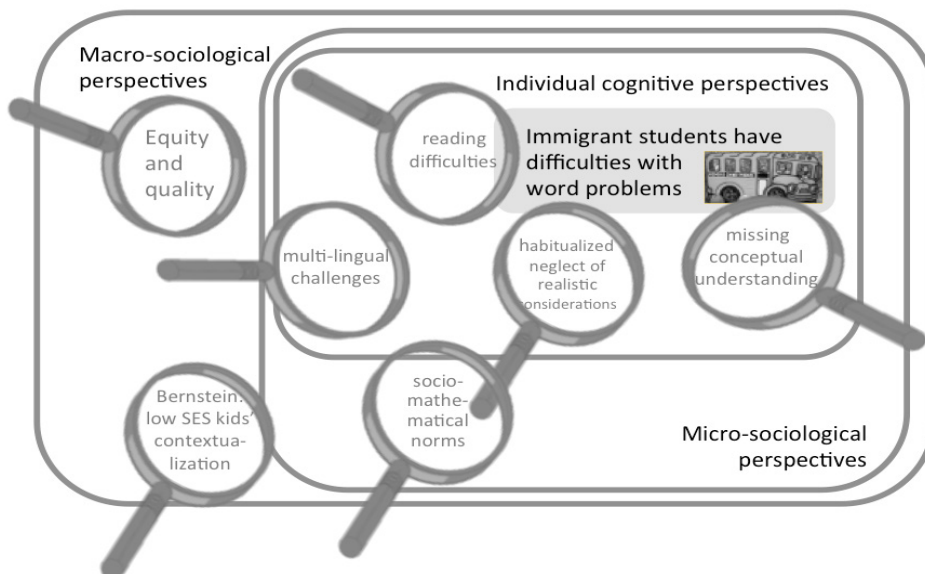 Macro-sociological
perspectives
Individual cognitive perspectives
Equity
and
quality
reading
difficulties
Immigrant students have
difficulties with
word problems
multi-lingual
challenges
habitualized
neglect of
realistic
considerations
missing
conceptual
understanding
Bernstein:
low SES kids'
contextua-
lization
socio-
mathe-
matical
norms
Micro-sociological
perspectives